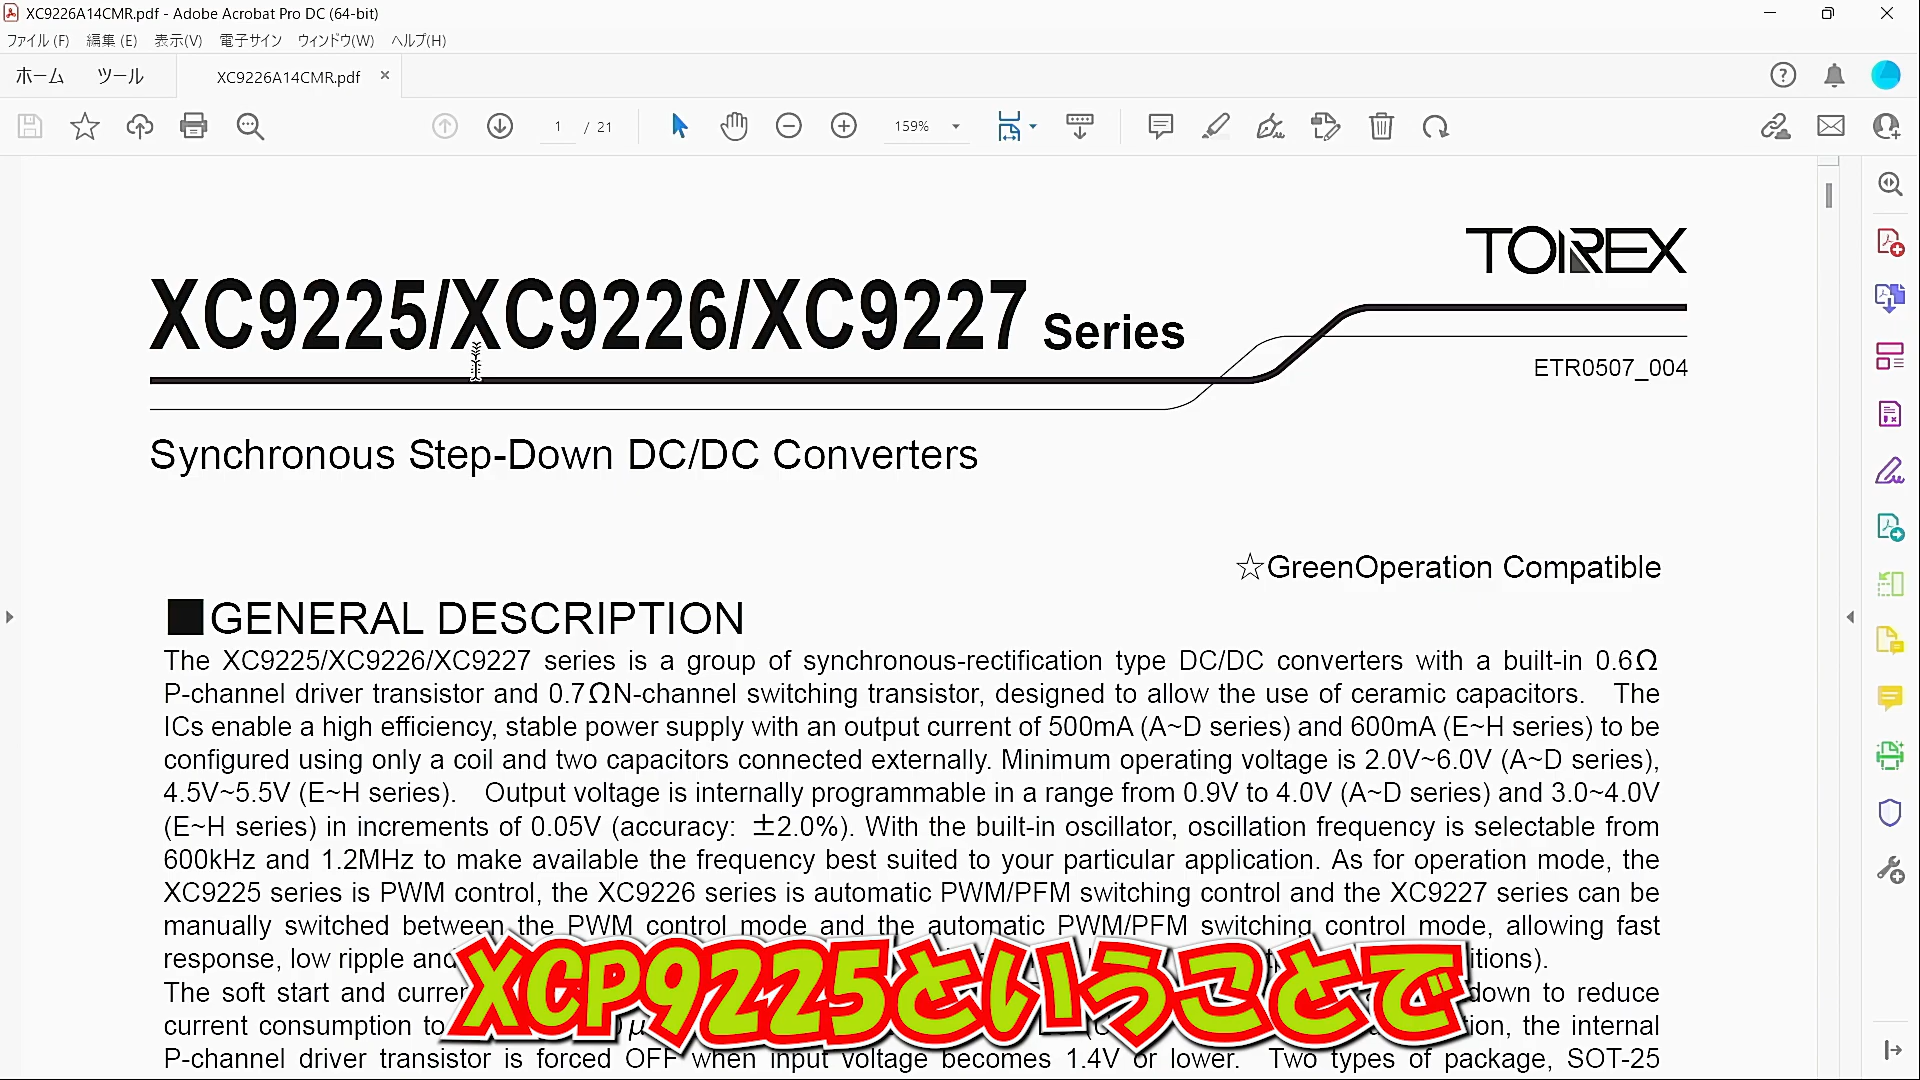 XC9226A14CMR.pdf - Adobe Acrobat Pro DC (64-bit)
ファイル(F) 編集(E) 表示(V) 電子サイン ウィンドウ(W) ヘルプ(H)
ホーム ツール XC9226A14CMR.pdf ×
1 / 21 159%
TOREX
XC9225/XC9226/XC9227 Series
ETR0507_004
Synchronous Step-Down DC/DC Converters
☆GreenOperation Compatible
■GENERAL DESCRIPTION
The XC9225/XC9226/XC9227 series is a group of synchronous-rectification type DC/DC converters with a built-in 0.6Ω
P-channel driver transistor and 0.7ΩN-channel switching transistor, designed to allow the use of ceramic capacitors. The
ICs enable a high efficiency, stable power supply with an output current of 500mA (A~D series) and 600mA (E~H series) to be
configured using only a coil and two capacitors connected externally. Minimum operating voltage is 2.0V~6.0V (A~D series),
4.5V~5.5V (E~H series). Output voltage is internally programmable in a range from 0.9V to 4.0V (A~D series) and 3.0~4.0V
(E~H series) in increments of 0.05V (accuracy: ±2.0%). With the built-in oscillator, oscillation frequency is selectable from
600kHz and 1.2MHz to make available the frequency best suited to your particular application. As for operation mode, the
XC9225 series is PWM control, the XC9226 series is automatic PWM/PFM switching control and the XC9227 series can be
manually switched between the PWM control mode and the automatic PWM/PFM switching control mode, allowing fast
response, low ripple and
The soft start and down to reduce
current consumption to the internal
P-channel driver transistor is forced OFF when input voltage becomes 1.4V or lower. Two types of package, SOT-25
XCP9225ということで